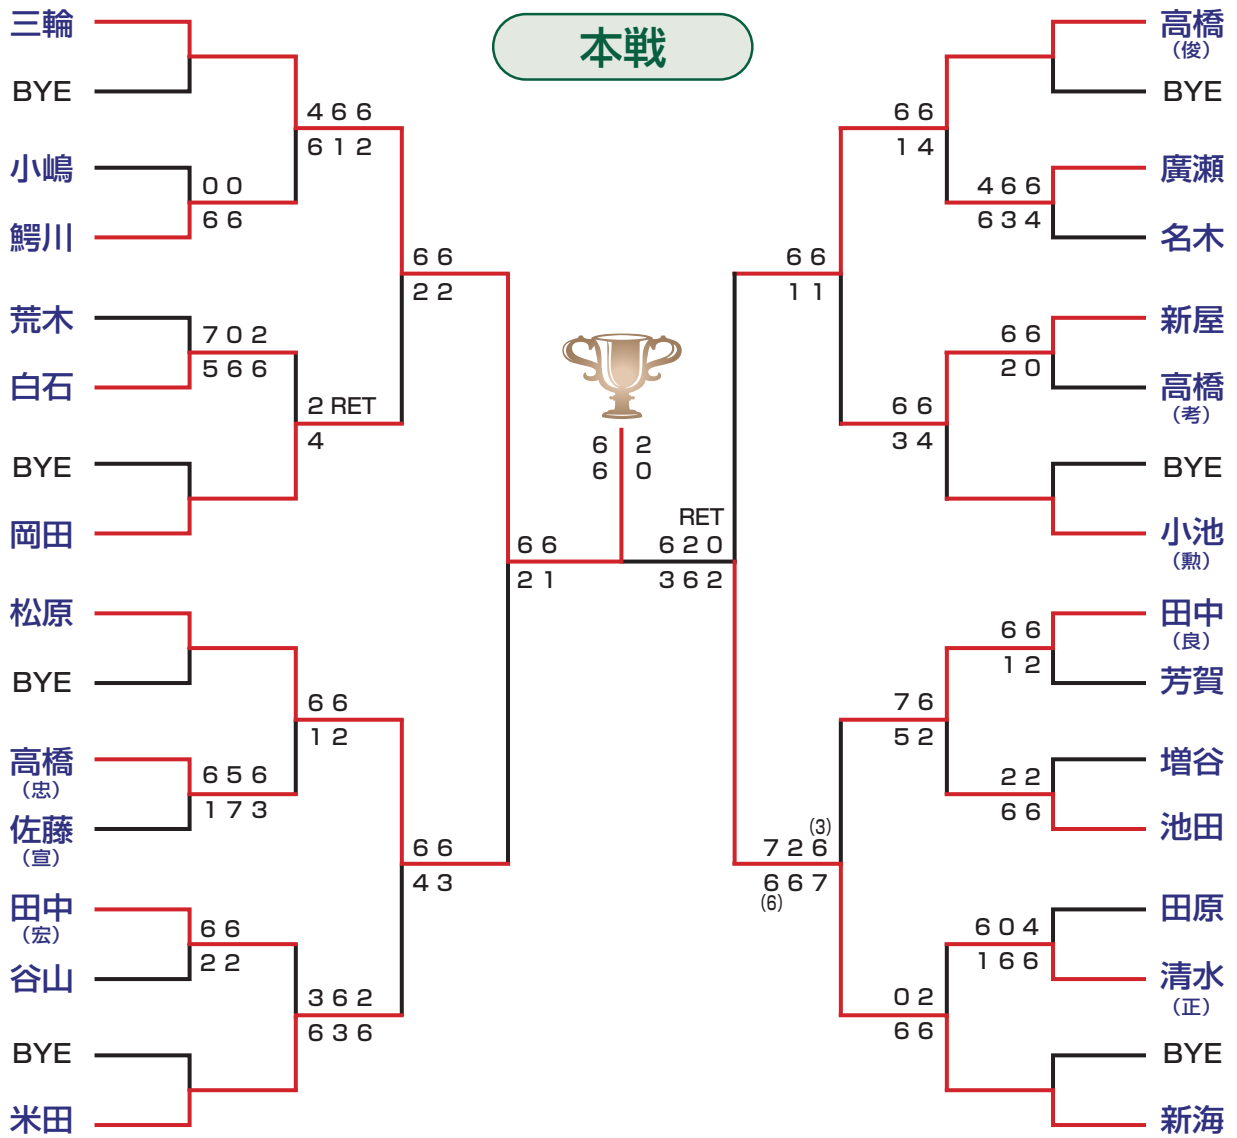 本戦
三輪
BYE
4 6 6
6 1 2
小嶋
0 0
6 6
鰐川
6 6
2 2
荒木
7 0 2
5 6 6
白石
2 RET
4
BYE
岡田
6 6
2 1
松原
BYE
6 6
1 2
高橋
（忠）
6 5 6
1 7 3
佐藤
（宣）
6 6
4 3
田中
（宏）
6 6
2 2
谷山
3 6 2
6 3 6
BYE
米田
6 2
6 0
RET
6 2 0
3 6 2
高橋
（俊）
BYE
6 6
1 4
廣瀬
4 6 6
6 3 4
名木
6 6
1 1
新屋
6 6
2 0
高橋
（考）
6 6
3 4
BYE
小池
（勲）
田中
（良）
6 6
1 2
芳賀
7 6
5 2
増谷
2 2
6 6
池田
(3)
7 2 6
6 6 7
(6)
田原
6 0 4
1 6 6
清水
（正）
0 2
6 6
BYE
新海